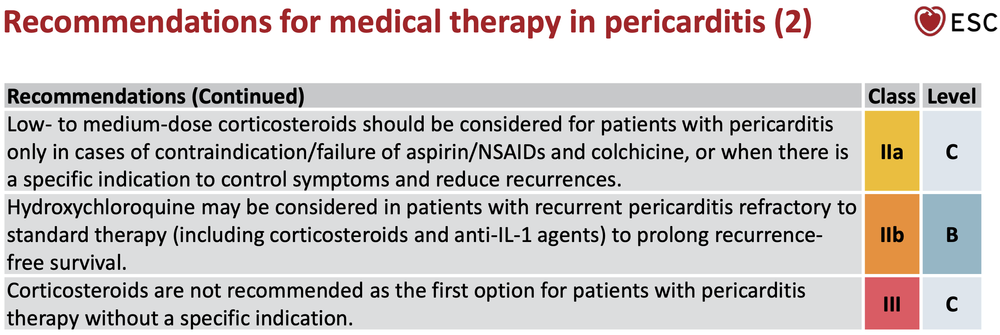 Recommendations for medical therapy in pericarditis (2)
ESC
Recommendations (Continued) Class Level
Low- to medium-dose corticosteroids should be considered for patients with pericarditis
only in cases of contraindication/failure of aspirin/NSAIDs and colchicine, or when there is
a specific indication to control symptoms and reduce recurrences.
IIa C
Hydroxychloroquine may be considered in patients with recurrent pericarditis refractory to
standard therapy (including corticosteroids and anti-IL-1 agents) to prolong recurrence-
free survival.
IIb B
Corticosteroids are not recommended as the first option for patients with pericarditis
therapy without a specific indication.
III C